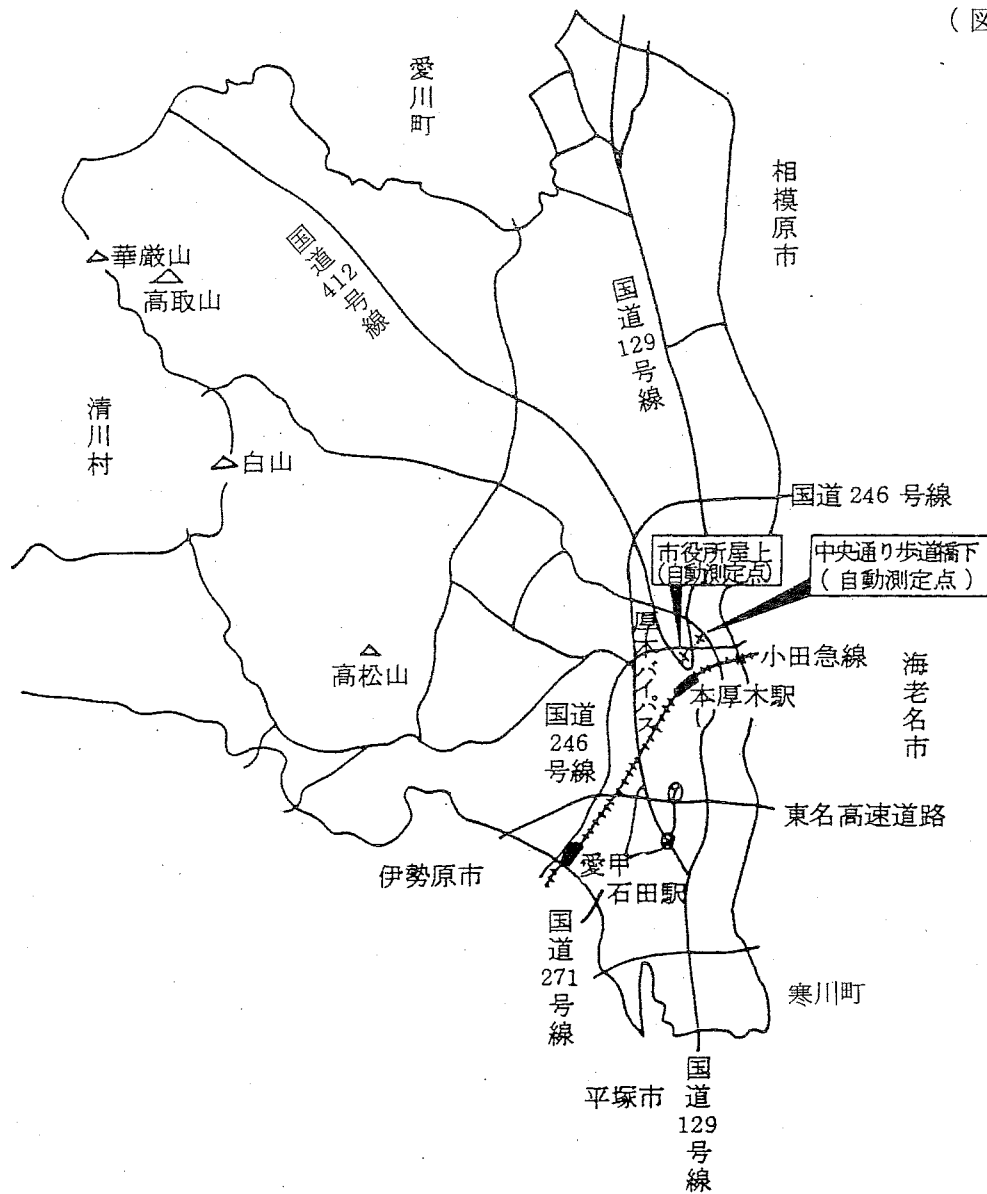 （図
愛川町
相模原市
華厳山
高取山
国道412号線
国道129号線
清川村
白山
国道 246 号線
市役所屋上
(自動測定点)
中央通り歩道橋下
( 自動測定点 )
厚木バイパス
小田急線
高松山
本厚木駅
海老名市
国道
246
号線
東名高速道路
伊勢原市
愛甲
石田駅
国道271号線
寒川町
平塚市
国道129号線